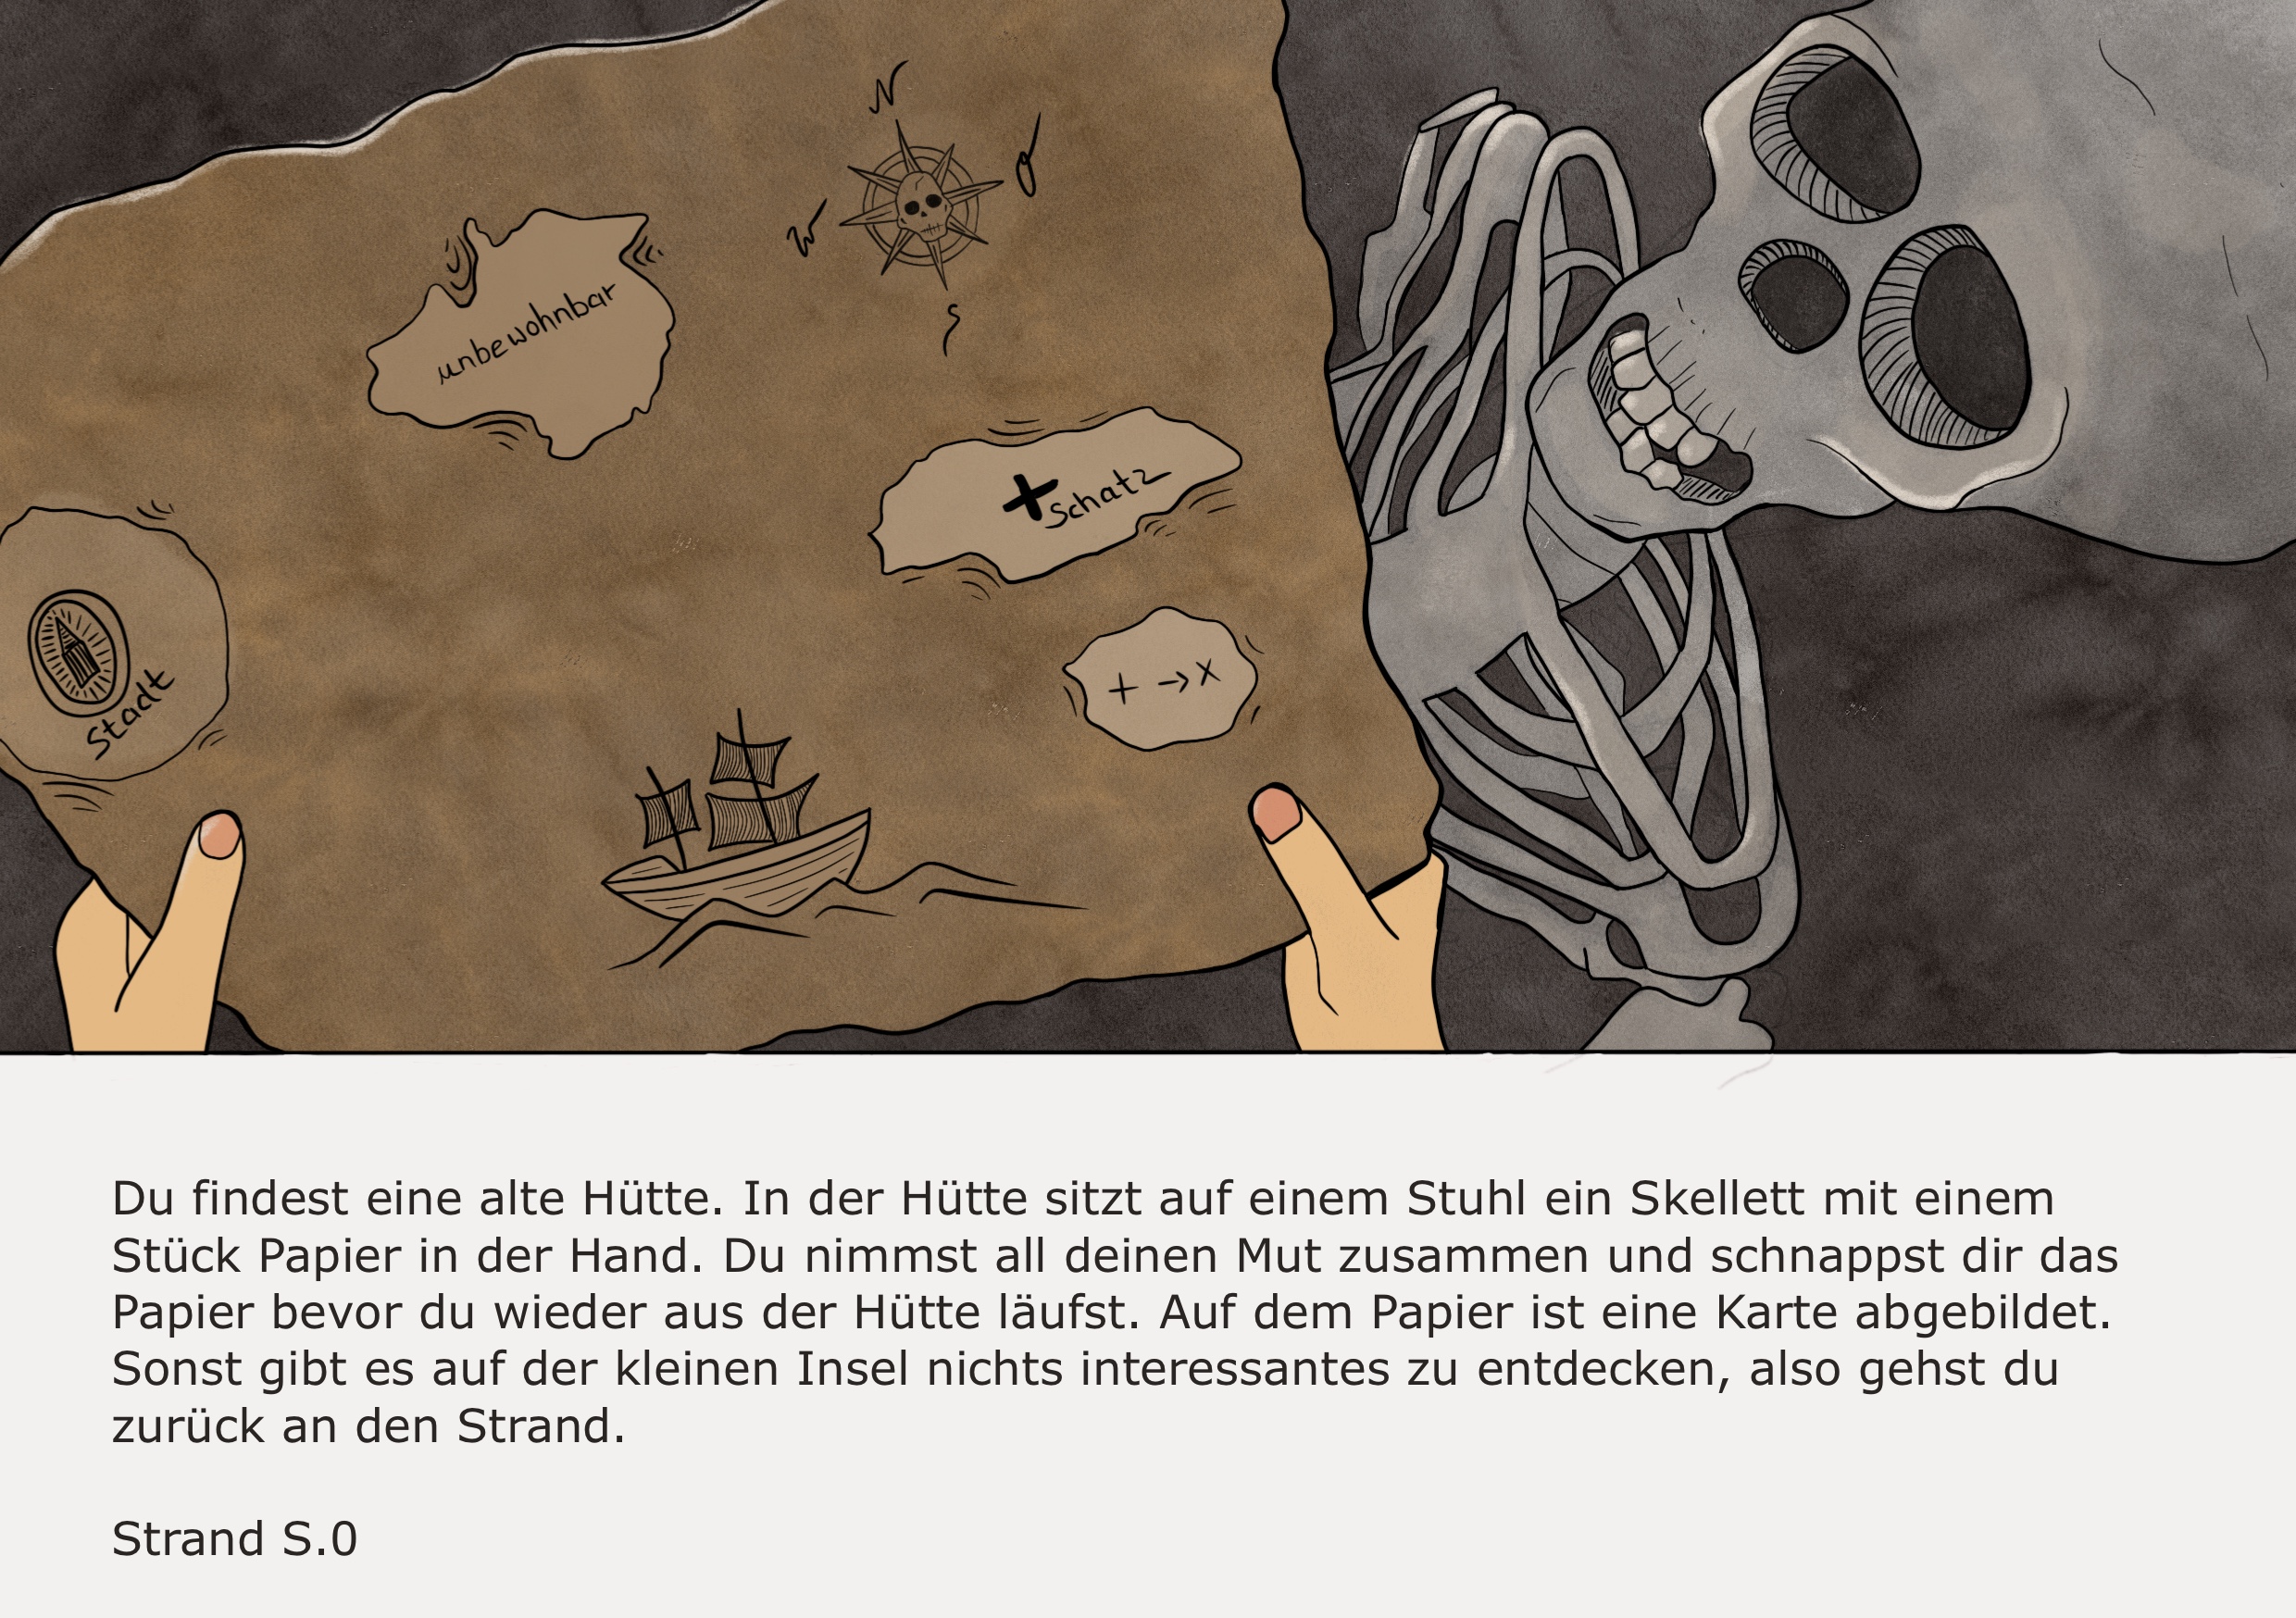 N
O
W
S
unbewohnbar
+ Schatz
Stadt
+ → x
Du findest eine alte Hütte. In der Hütte sitzt auf einem Stuhl ein Skellett mit einem
Stück Papier in der Hand. Du nimmst all deinen Mut zusammen und schnappst dir das
Papier bevor du wieder aus der Hütte läufst. Auf dem Papier ist eine Karte abgebildet.
Sonst gibt es auf der kleinen Insel nichts interessantes zu entdecken, also gehst du
zurück an den Strand.
Strand S.0